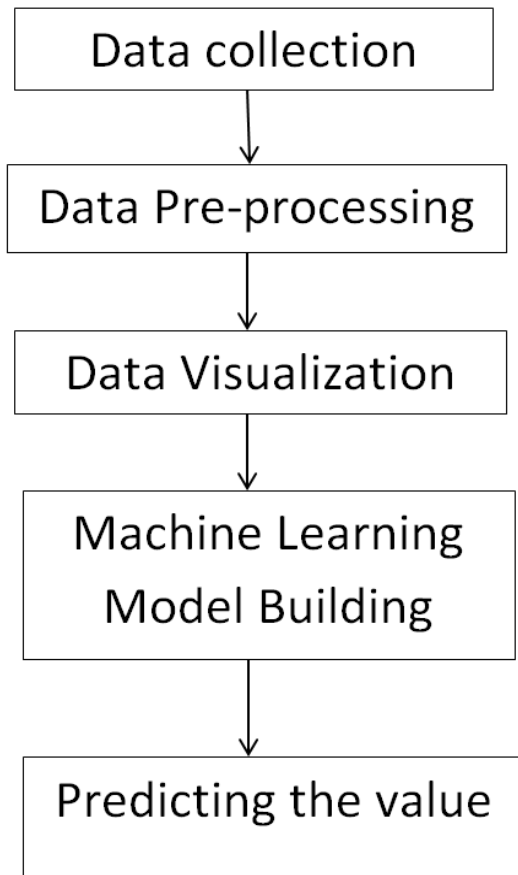 Data collection
Data Pre-processing
Data Visualization
Machine Learning
Model Building
Predicting the value